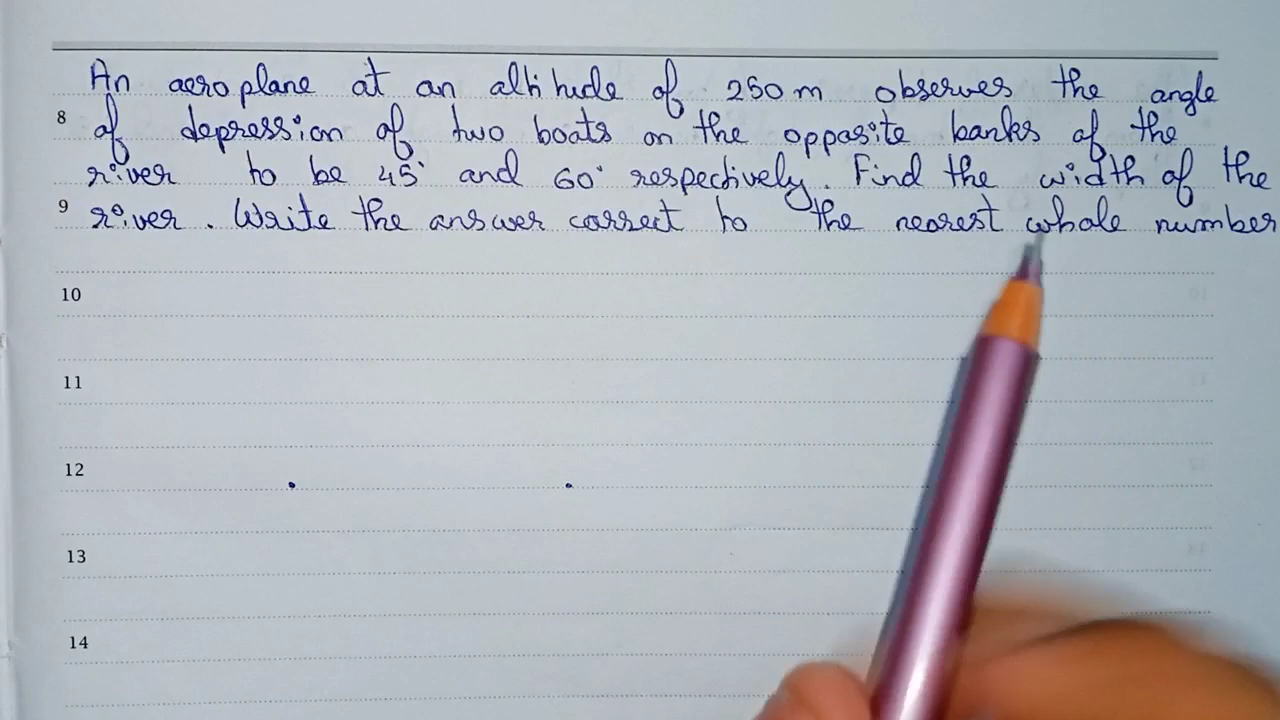 An aeroplane at an altitude of 250 m observes the angle
8
of depression of two boats on the opposite banks of the
river to be 45° and 60° respectively. Find the width of the
9
river. Write the answer correct to the nearest whole number
10
11
12
13
14